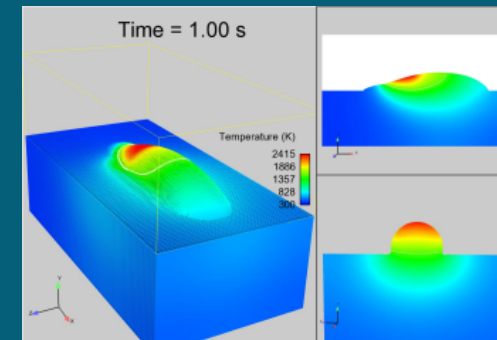 Time = 1.00 s
Temperature (K)
2415
1886
1357
828
300
Y
Z
X